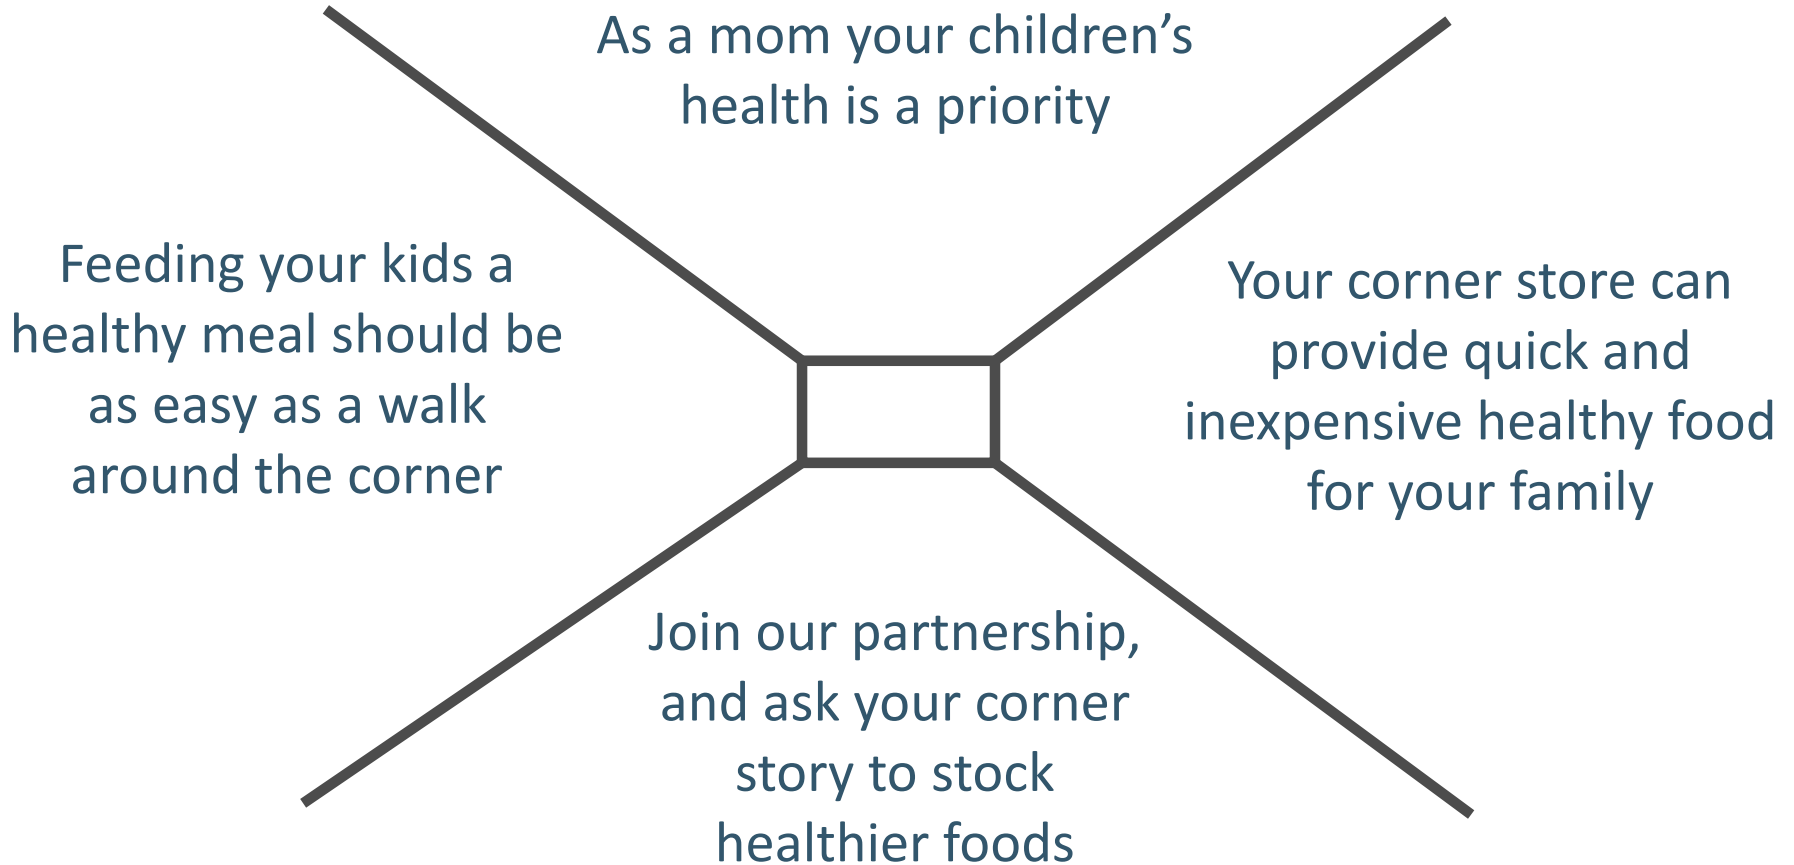 As a mom your children’s
health is a priority
Feeding your kids a
healthy meal should be
as easy as a walk
around the corner
Your corner store can
provide quick and
inexpensive healthy food
for your family
Join our partnership,
and ask your corner
story to stock
healthier foods